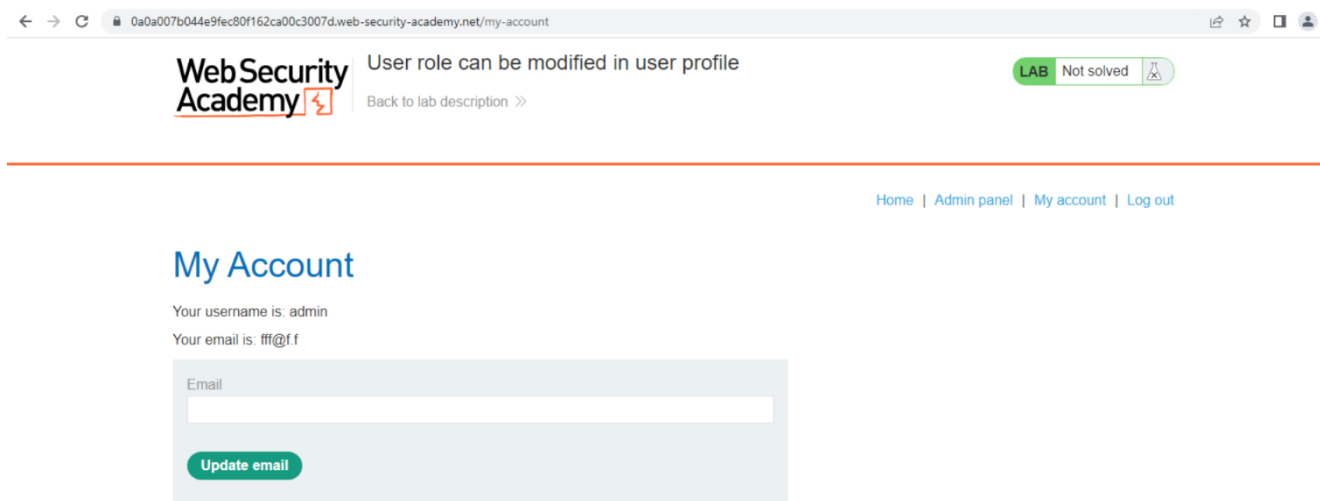 0a0a007b044e9fec80f162ca00c3007d.web-security-academy.net/my-account
Web Security
Academy
User role can be modified in user profile
Back to lab description
LAB Not solved
Home | Admin panel | My account | Log out
My Account
Your username is: admin
Your email is: fff@f.f
Email
Update email